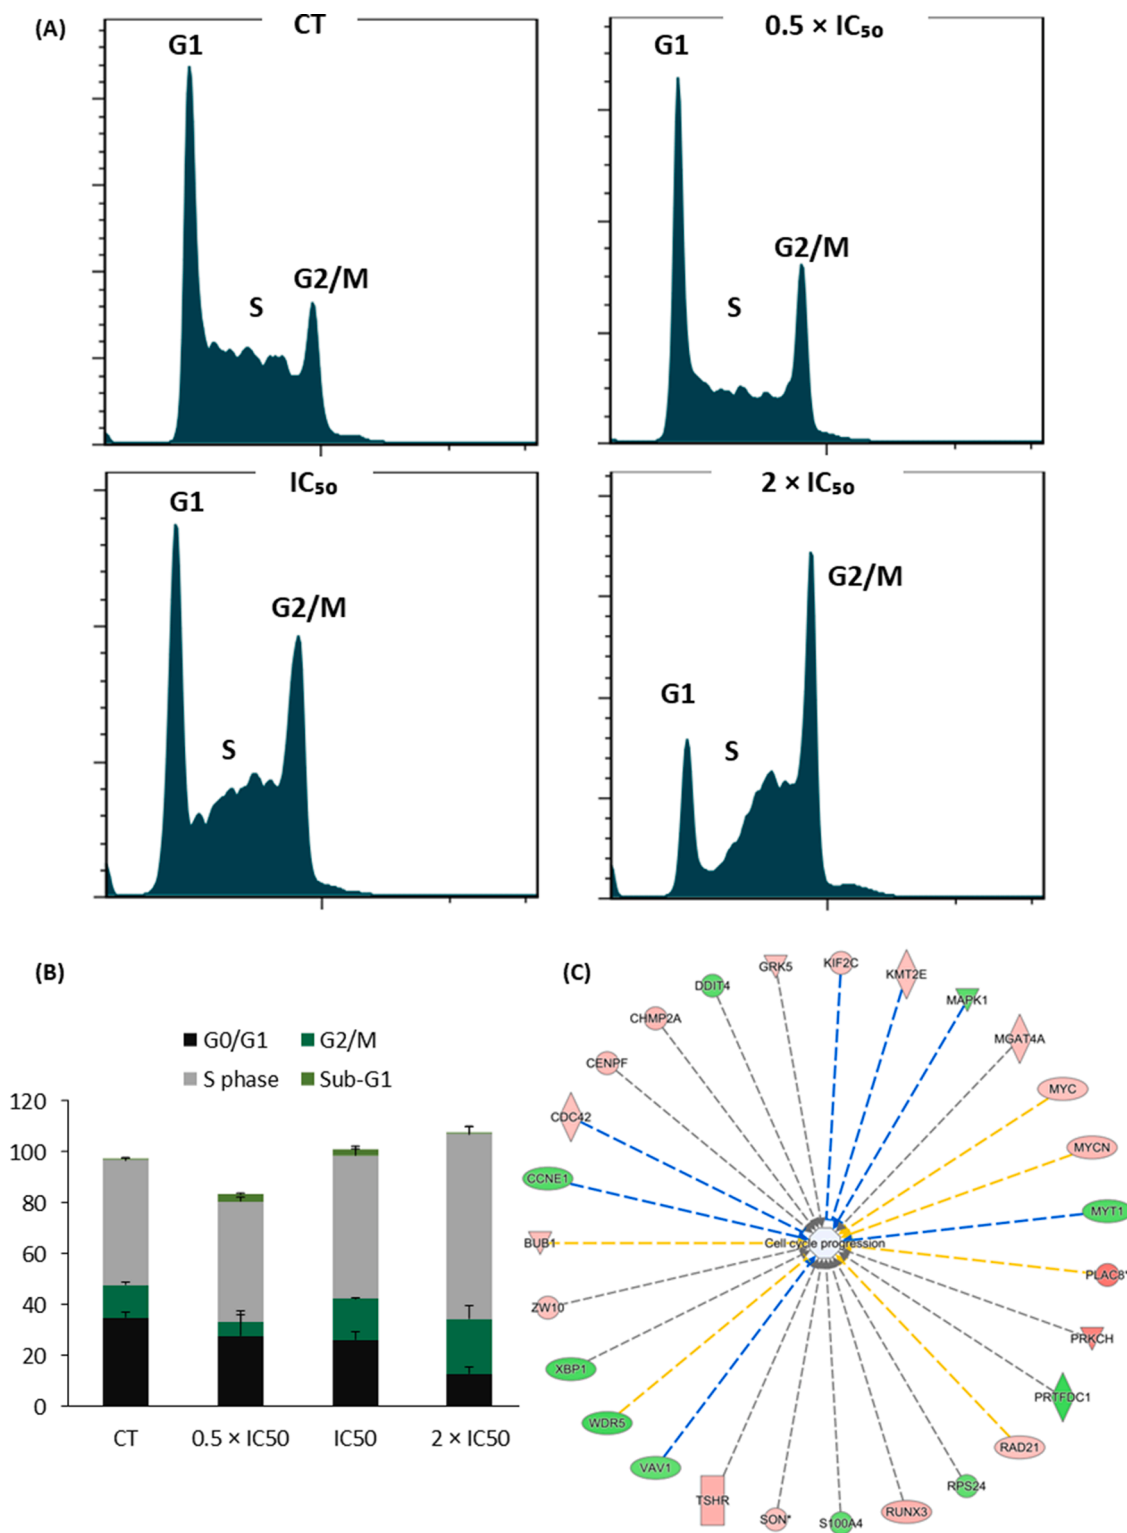 (A)
CT
G1
S
G2/M
0.5 × IC₅₀
G1
S
G2/M
IC₅₀
G1
S
G2/M
2 × IC₅₀
G1
S
G2/M
(B)
G0/G1
G2/M
S phase
Sub-G1
120
100
80
60
40
20
0
CT
0.5 × IC50
IC50
2 × IC50
(C)
KIF2C
GRK5
KMT2E
DDIT4
MAPK1
CHMP2A
MGAT4A
CENPF
MYC
CDC42
MYCN
CCNE1
MYT1
BUB1
Cell cycle progression
PLAC8*
ZW10
PRKCH
XBP1
PRTFDC1
WDR5
RAD21
VAV1
RPS24
TSHR
RUNX3
SON*
S100A4